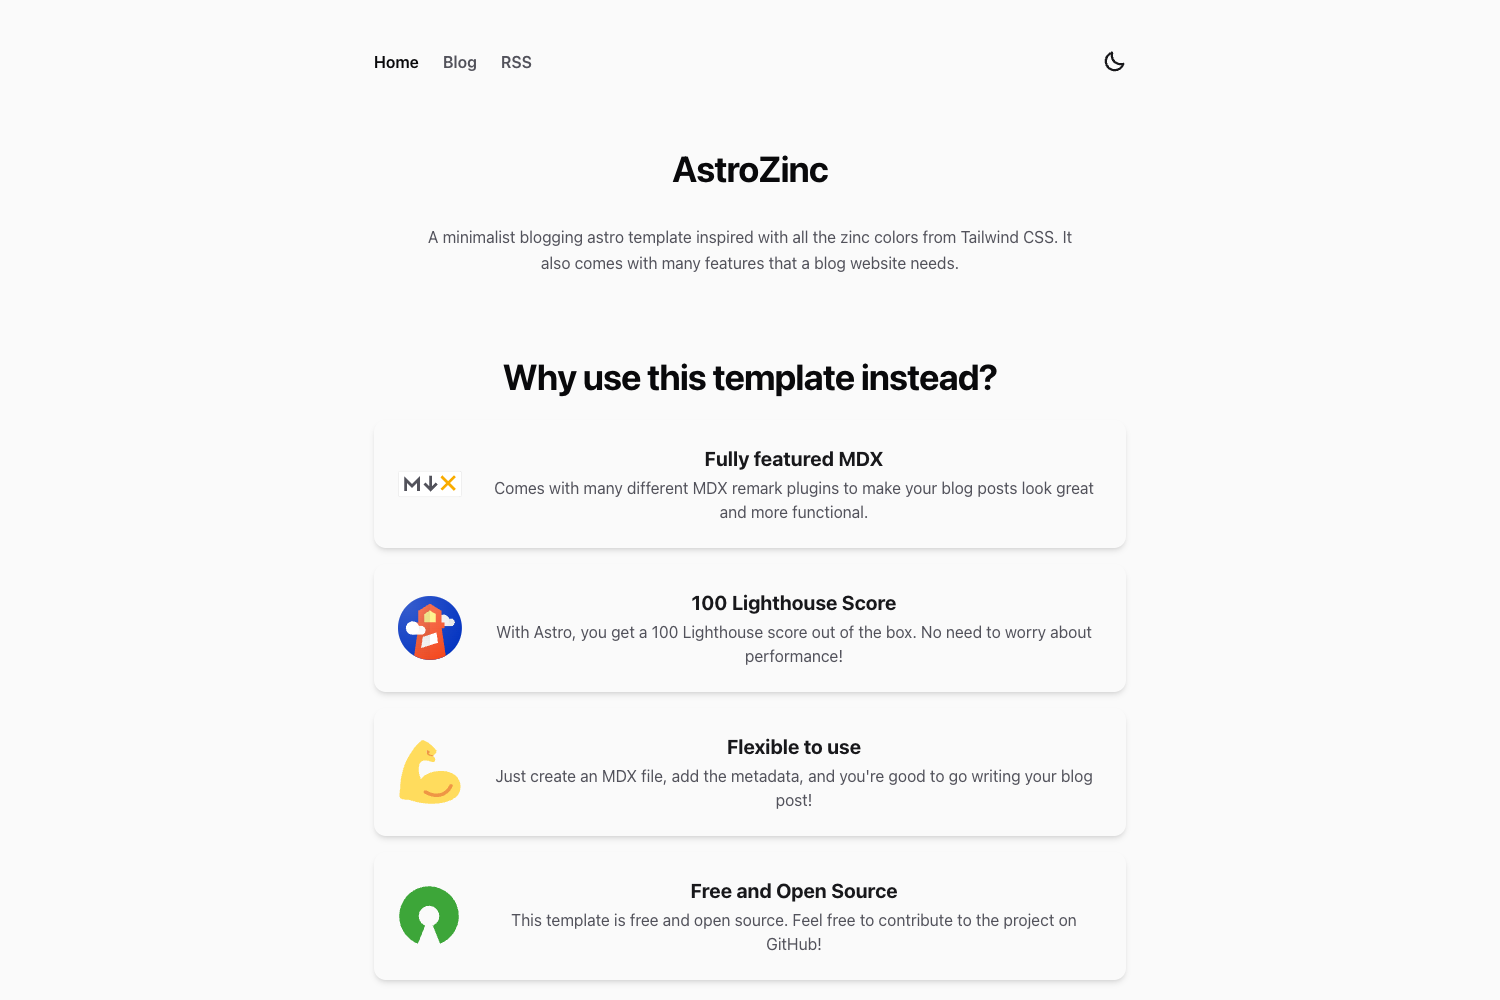 Home Blog RSS
AstroZinc
A minimalist blogging astro template inspired with all the zinc colors from Tailwind CSS. It
also comes with many features that a blog website needs.
Why use this template instead?
Fully featured MDX
Comes with many different MDX remark plugins to make your blog posts look great
and more functional.
100 Lighthouse Score
With Astro, you get a 100 Lighthouse score out of the box. No need to worry about
performance!
Flexible to use
Just create an MDX file, add the metadata, and you're good to go writing your blog
post!
Free and Open Source
This template is free and open source. Feel free to contribute to the project on
GitHub!